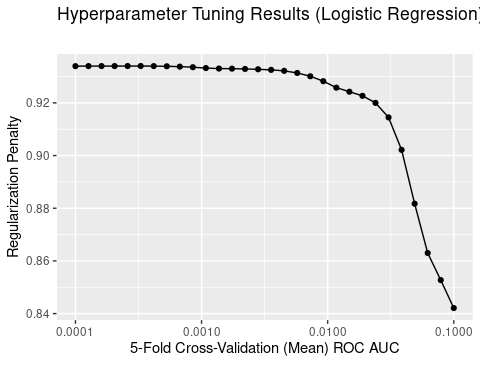 Hyperparameter Tuning Results (Logistic Regression)
0.92
0.90
0.88
0.86
0.84
Regularization Penalty
0.0001 0.0010 0.0100 0.1000
5-Fold Cross-Validation (Mean) ROC AUC